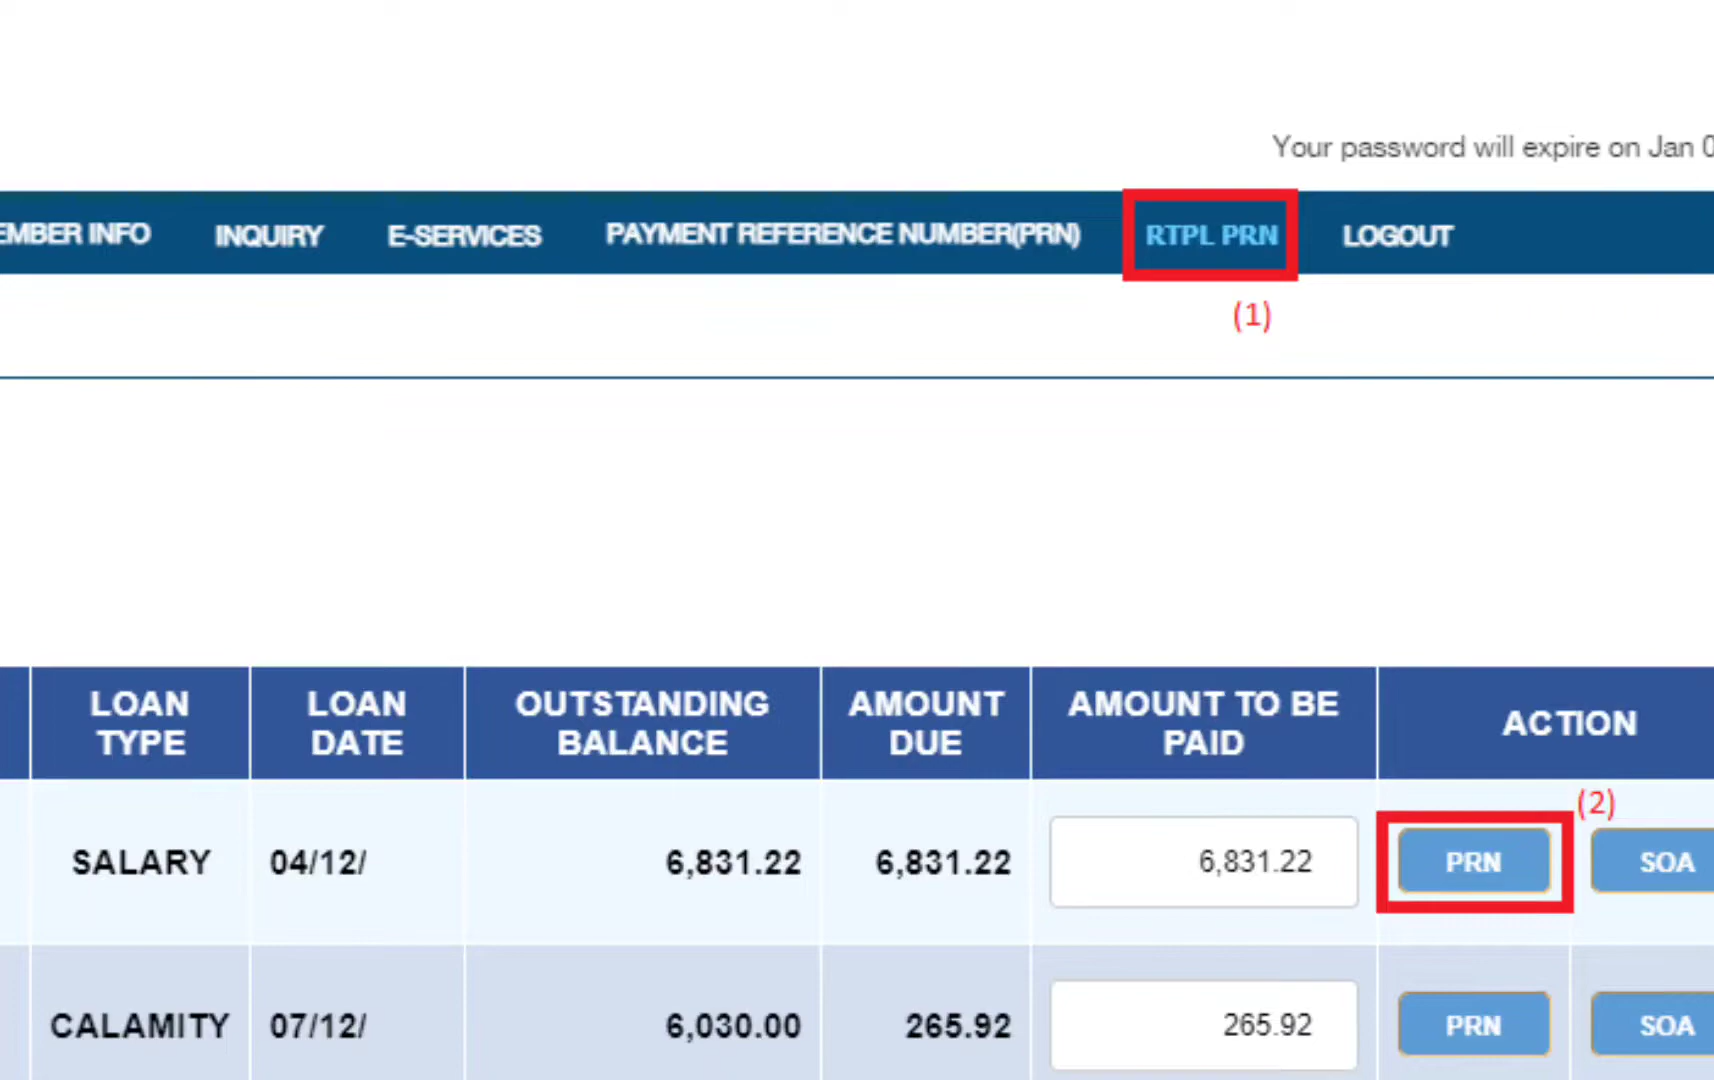 Your password will expire on Jan 0
EMBER INFO INQUIRY E-SERVICES PAYMENT REFERENCE NUMBER(PRN) RTPL PRN LOGOUT
(1)
LOAN TYPE LOAN DATE OUTSTANDING BALANCE AMOUNT DUE AMOUNT TO BE PAID ACTION
(2)
SALARY 04/12/ 6,831.22 6,831.22 6,831.22 PRN SOA
CALAMITY 07/12/ 6,030.00 265.92 265.92 PRN SOA